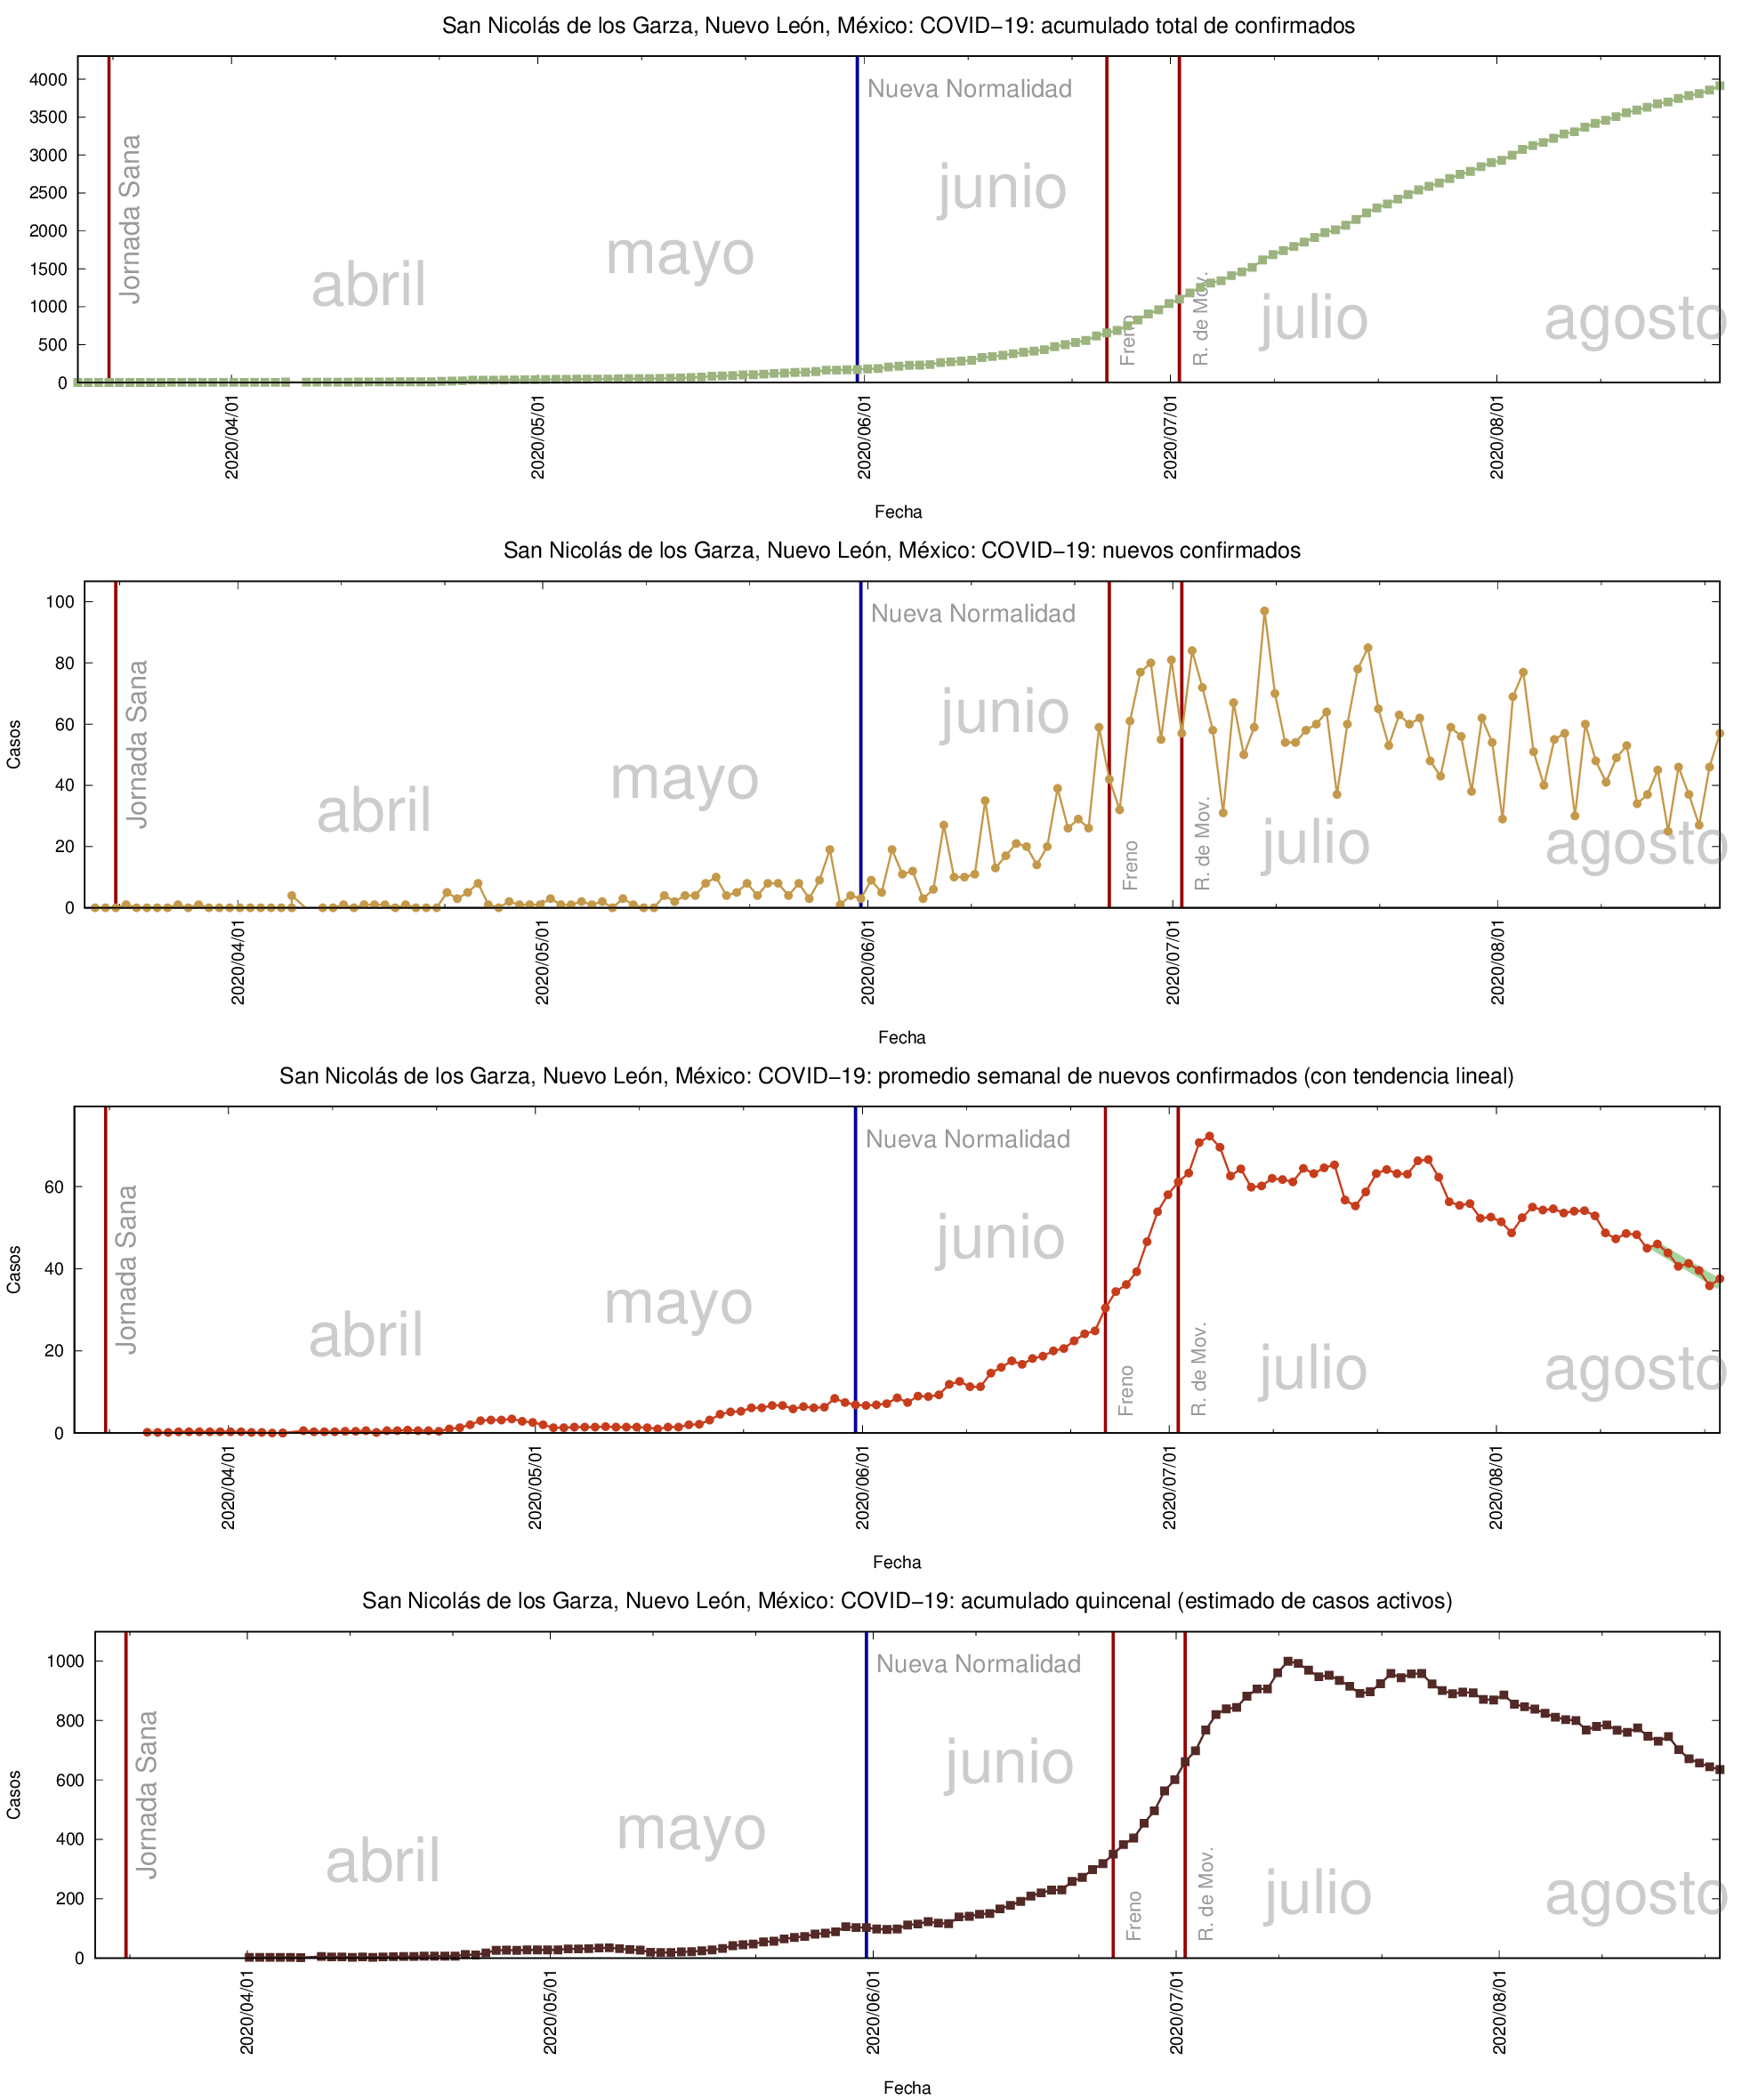 San Nicolás de los Garza, Nuevo León, México: COVID−19: acumulado total de confirmados
4000
3500
3000
2500
2000
1500
1000
500
0
Jornada Sana
abril
mayo
Nueva Normalidad
junio
Freno
R. de Mov.
julio
agosto
2020/04/01
2020/05/01
2020/06/01
2020/07/01
2020/08/01
Fecha
San Nicolás de los Garza, Nuevo León, México: COVID−19: nuevos confirmados
Casos
100
80
60
40
20
0
Jornada Sana
abril
mayo
Nueva Normalidad
junio
Freno
R. de Mov.
julio
agosto
2020/04/01
2020/05/01
2020/06/01
2020/07/01
2020/08/01
Fecha
San Nicolás de los Garza, Nuevo León, México: COVID−19: promedio semanal de nuevos confirmados (con tendencia lineal)
Casos
60
40
20
0
Jornada Sana
abril
mayo
Nueva Normalidad
junio
Freno
R. de Mov.
julio
agosto
2020/04/01
2020/05/01
2020/06/01
2020/07/01
2020/08/01
Fecha
San Nicolás de los Garza, Nuevo León, México: COVID−19: acumulado quincenal (estimado de casos activos)
Casos
1000
800
600
400
200
0
Jornada Sana
abril
mayo
Nueva Normalidad
junio
Freno
R. de Mov.
julio
agosto
2020/04/01
2020/05/01
2020/06/01
2020/07/01
2020/08/01
Fecha